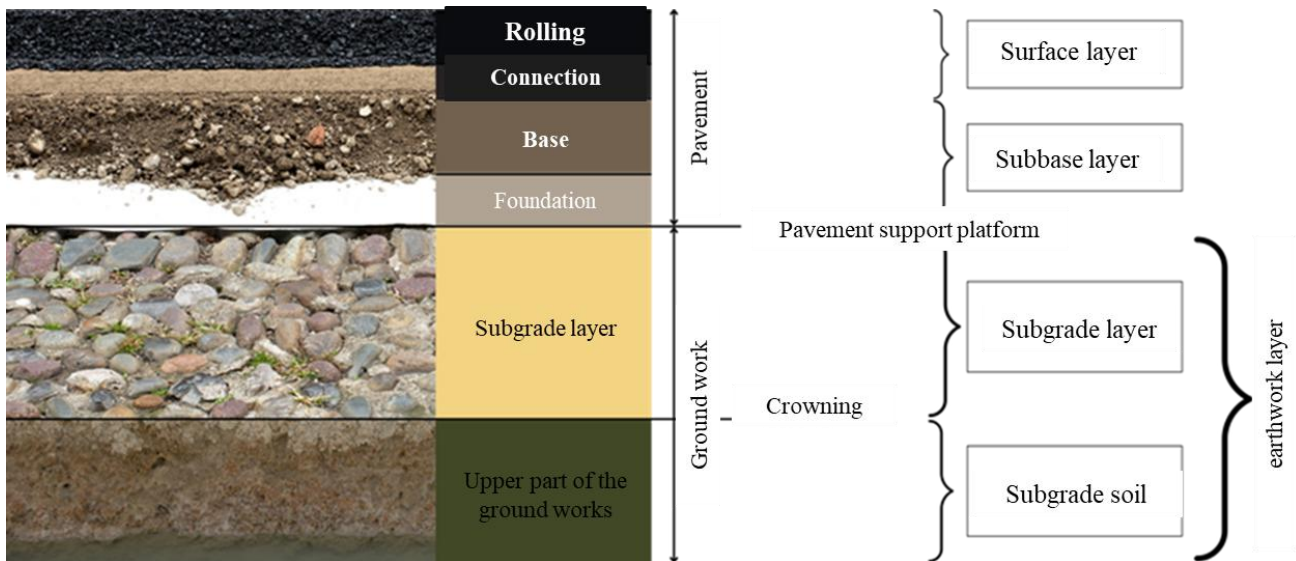 Rolling
Connection
Base
Foundation
Subgrade layer
Upper part of the
ground works
Pavement
Ground work
Pavement support platform
Crowning
Surface layer
Subbase layer
Subgrade layer
Subgrade soil
earthwork layer